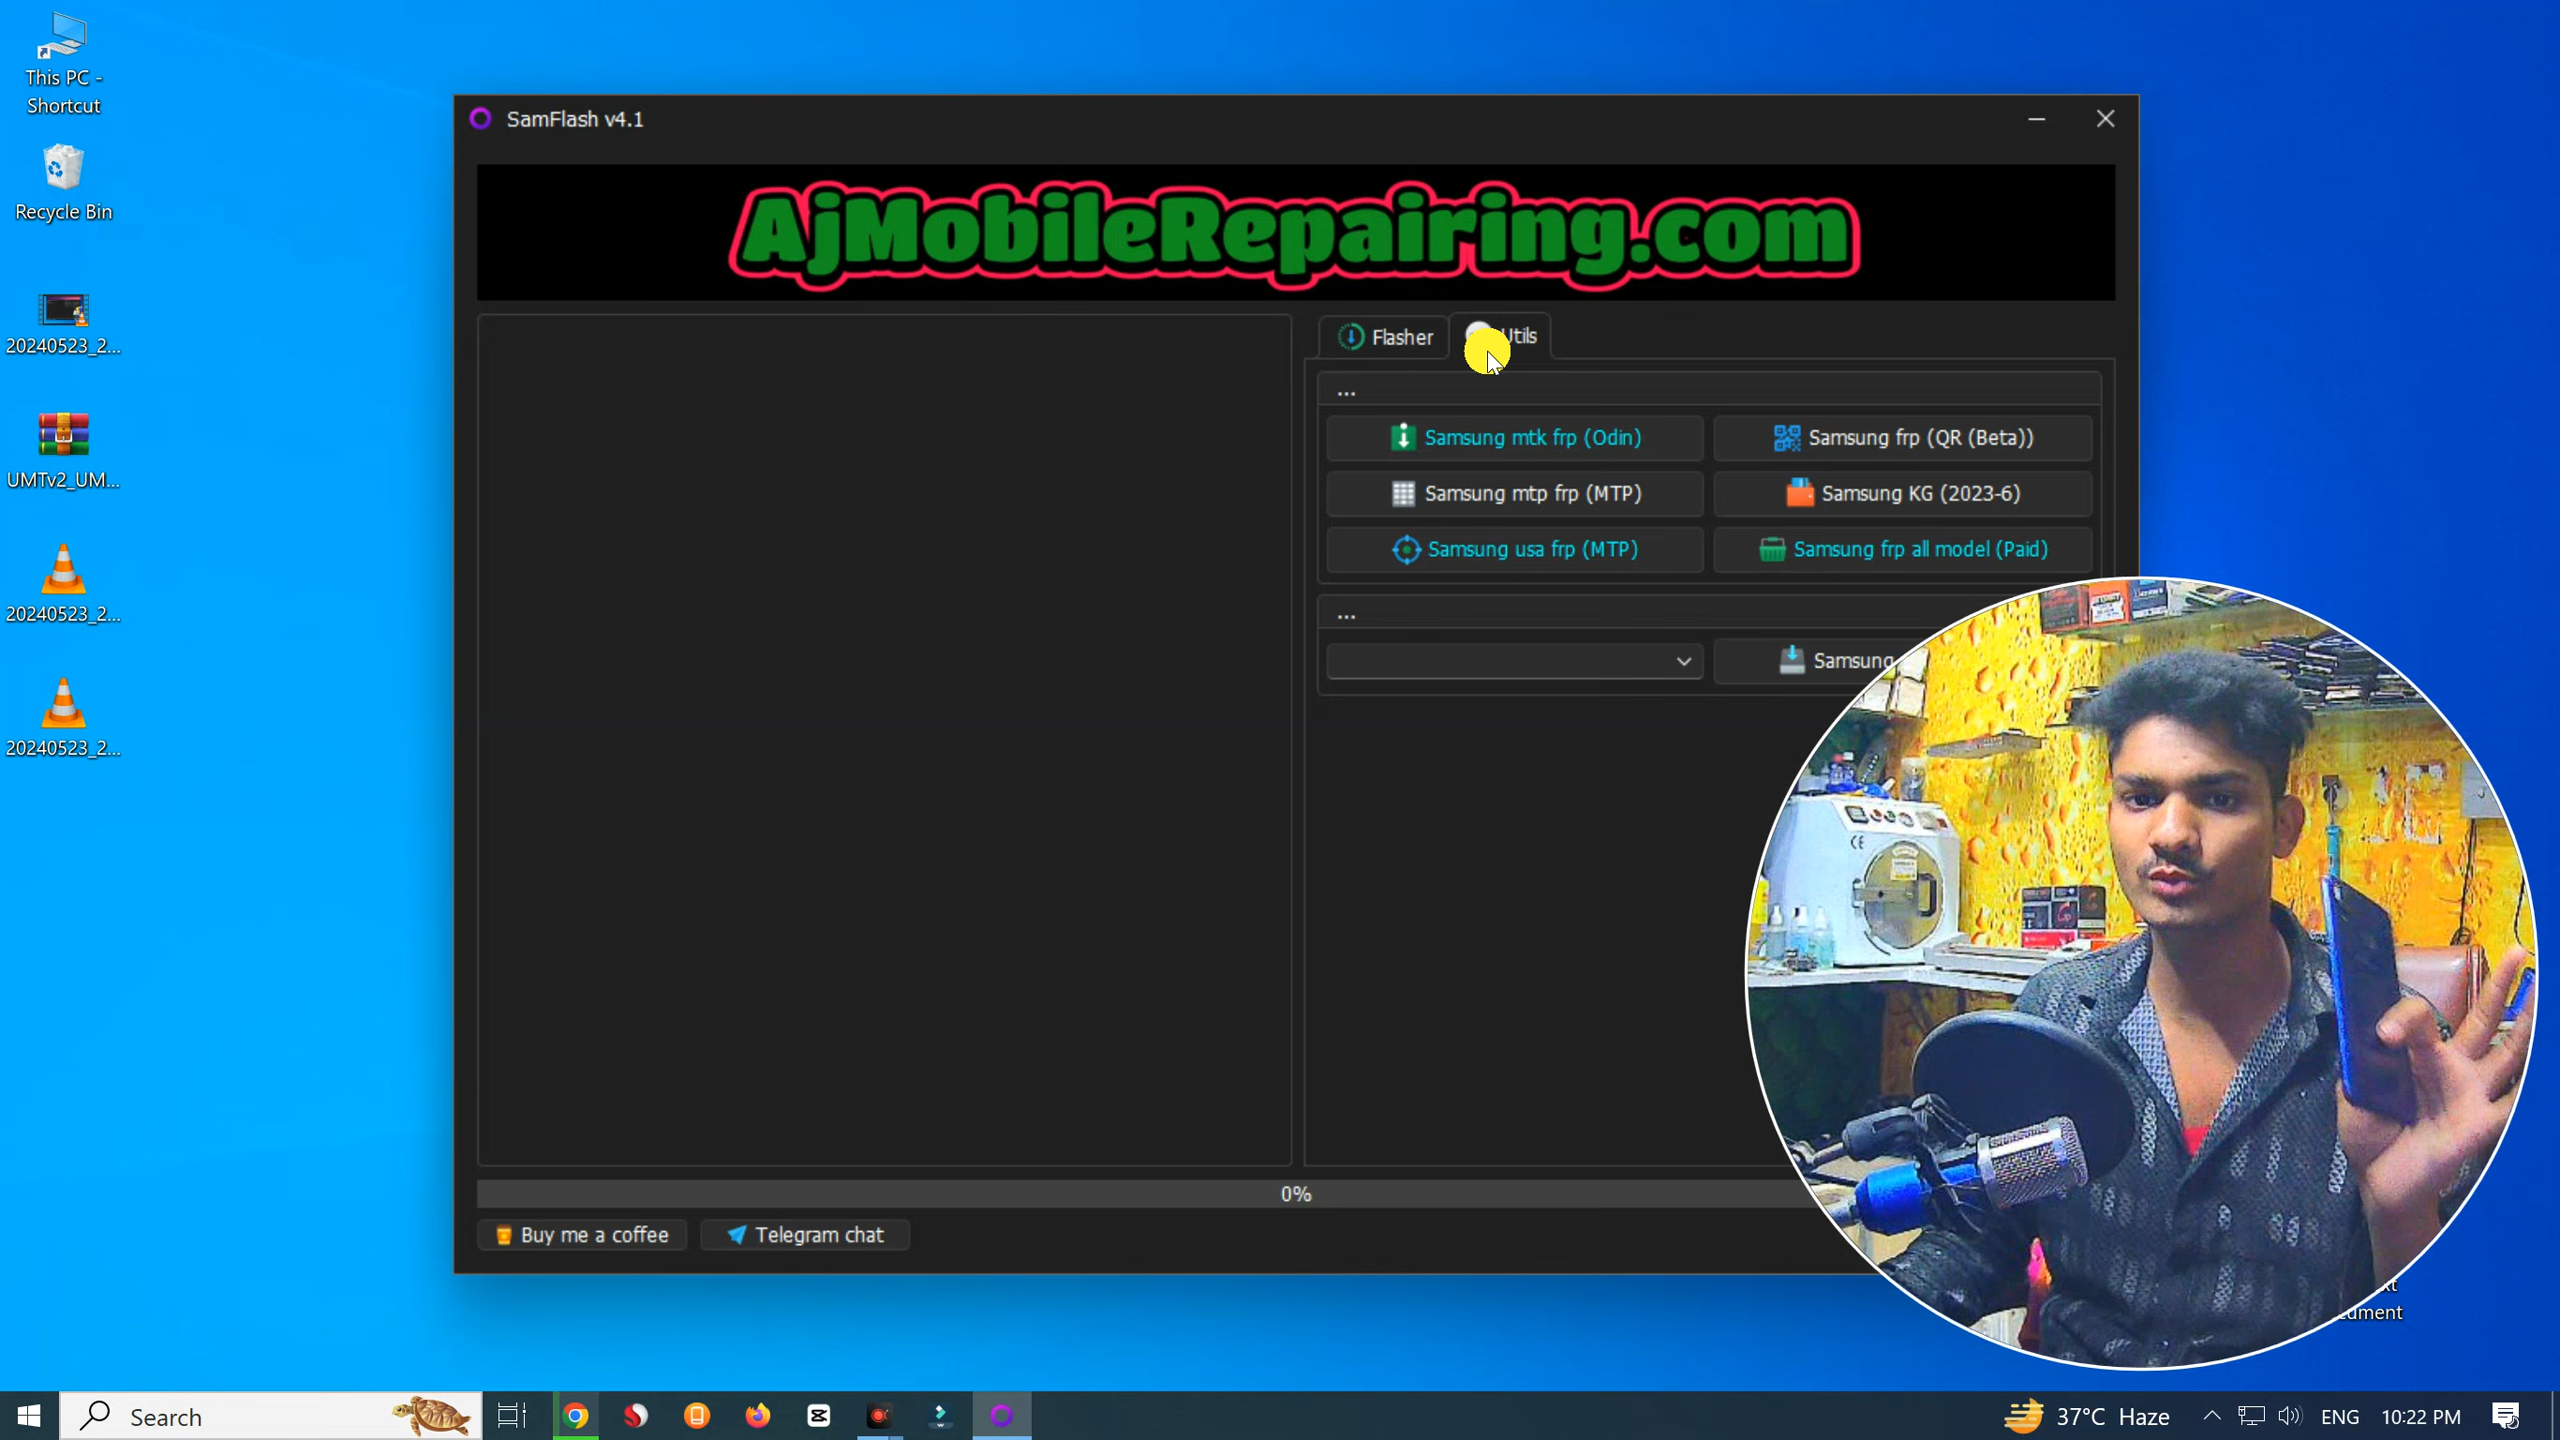 This PC -
Shortcut
Recycle Bin
20240523_2...
UMTv2_UM...
20240523_2...
20240523_2...
SamFlash v4.1
AjMobileRepairing.com
Flasher
Utils
...
Samsung mtk frp (Odin)
Samsung frp (QR (Beta))
Samsung mtp frp (MTP)
Samsung KG (2023-6)
Samsung usa frp (MTP)
Samsung frp all model (Paid)
...
Samsung
0%
Buy me a coffee
Telegram chat
Search
37°C Haze
ENG
10:22 PM